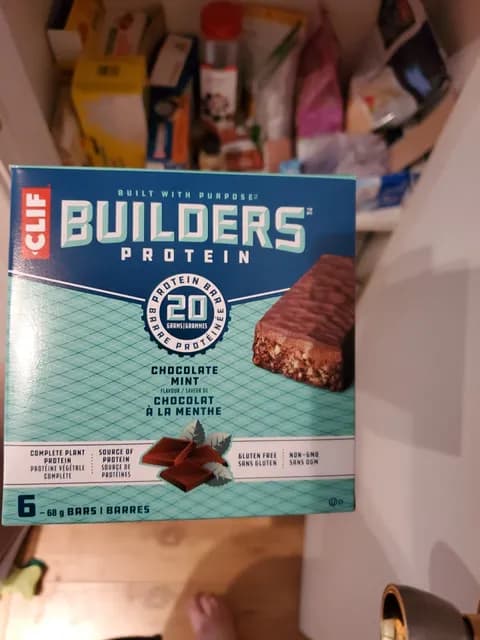 BUILT WITH PURPOSE
CLIF
BUILDERS
PROTEIN
PROTEIN BAR
20
GRAMS|GRAMMES
BARRE PROTÉINÉE
CHOCOLATE
MINT
FLAVOUR / SAVEUR DE
CHOCOLAT
À LA MENTHE
COMPLETE PLANT
PROTEIN
PROTÉINE VÉGÉTALE
COMPLÈTE
SOURCE OF
PROTEIN
SOURCE DE
PROTÉINES
GLUTEN FREE
SANS GLUTEN
NON-GMO
SANS OGM
6 – 68 g BARS | BARRES